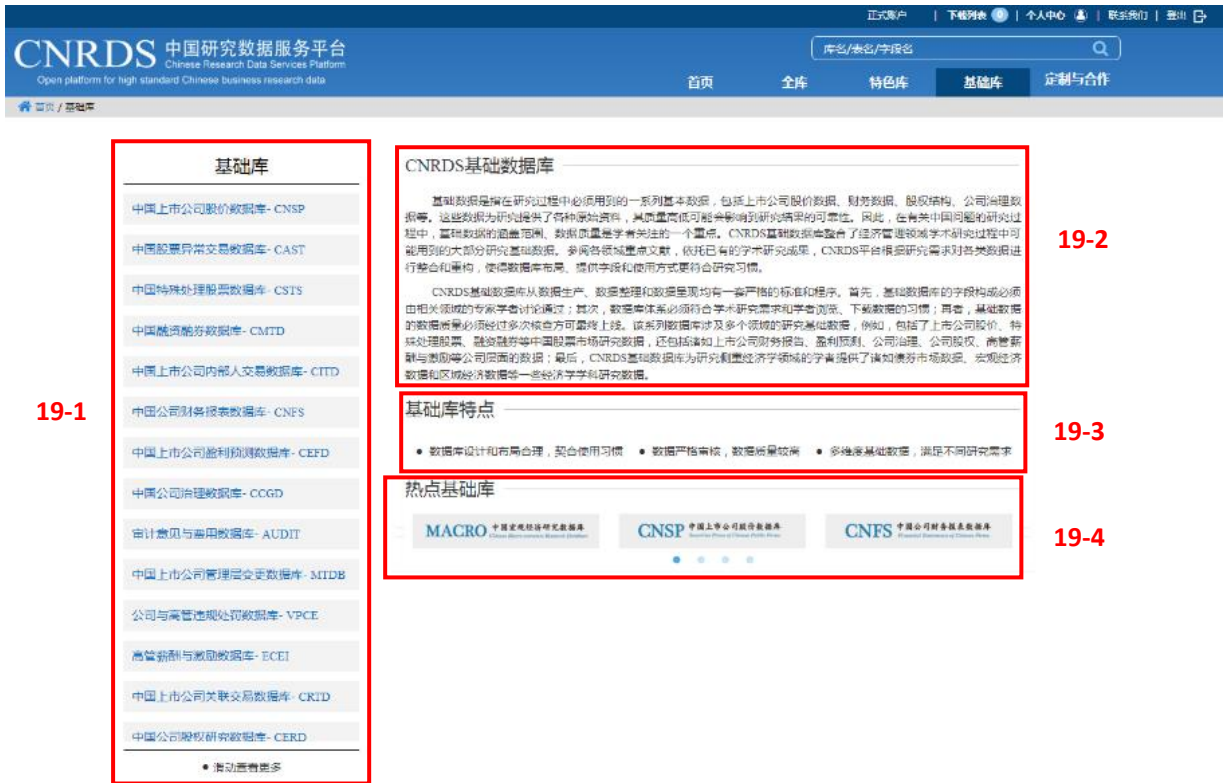 正式账户 | 下载列表 0 | 个人中心 | 联系我们 | 登出
CNRDS 中国研究数据服务平台
Chinese Research Data Services Platform
Open platform for high standard Chinese business research data
库名/表名/字段名
首页 全库 特色库 基础库 定制与合作
首页 / 基础库
基础库
中国上市公司股价数据库- CNSP
中国股票异常交易数据库- CAST
中国特殊处理股票数据库- CSTS
中国融资融券数据库- CMTD
中国上市公司内部人交易数据库- CITD
中国公司财务报表数据库- CNFS
中国上市公司盈利预测数据库- CEFD
中国公司治理数据库- CCGD
审计意见与聘用数据库- AUDIT
中国上市公司管理层变更数据库- MTDB
公司与高管违规处罚数据库- VPCE
高管薪酬与激励数据库- ECEI
中国上市公司关联交易数据库- CRTD
中国公司股权研究数据库- CERD
● 滑动查看更多
19-1
CNRDS基础数据库
基础数据是指在研究过程中必须用到的一系列基本数据，包括上市公司股价数据、财务数据、股权结构、公司治理数
据等。这些数据为研究提供了各种原始资料，其质量高低可能会影响到研究结果的可靠性。因此，在有关中国问题的研究过
程中，基础数据的涵盖范围、数据质量是学者关注的一个重点。CNRDS基础数据库整合了经济管理领域学术研究过程中可
能用到的大部分研究基础数据。参阅各领域重点文献，依托已有的学术研究成果，CNRDS平台根据研究需求对各类数据进
行整合和重构，使得数据库布局、提供字段和使用方式更符合研究习惯。
CNRDS基础数据库从数据生产、数据整理和数据呈现均有一套严格的标准和程序。首先，基础数据库的字段构成必须
由相关领域的专家学者讨论通过；其次，数据库体系必须符合学术研究需求和学者浏览、下载数据的习惯；再者，基础数据
的数据质量必须经过多次核查方可最终上线。该系列数据库涉及多个领域的研究基础数据，例如，包括了上市公司股价、特
殊处理股票、融资融券等中国股票市场研究数据，还包括诸如上市公司财务报告、盈利预测、公司治理、公司股权、高管薪
酬与激励等公司层面的数据；最后，CNRDS基础数据库为研究侧重经济学领域的学者提供了诸如债券市场数据、宏观经济
数据和区域经济数据等一些经济学学科研究数据。
19-2
基础库特点
● 数据库设计和布局合理，契合使用习惯 ● 数据严格审核，数据质量较高 ● 多维度基础数据，满足不同研究需求
19-3
热点基础库
MACRO 中国宏观经济研究数据库
CNSP 中国上市公司股价数据库
CNFS 中国公司财务报表数据库
19-4